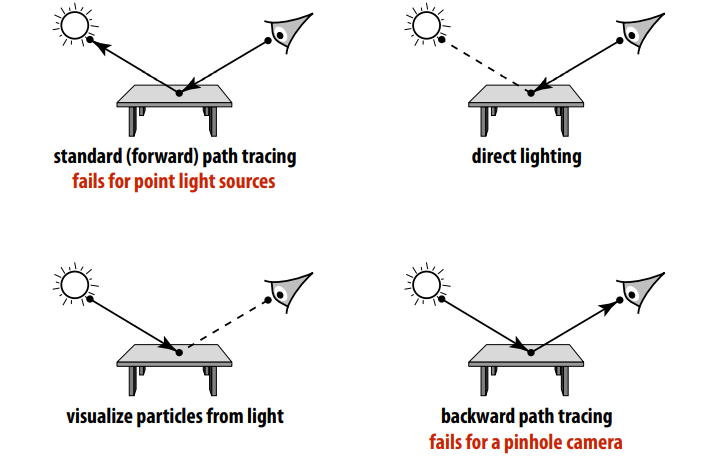 standard (forward) path tracing
fails for point light sources
direct lighting
visualize particles from light
backward path tracing
fails for a pinhole camera